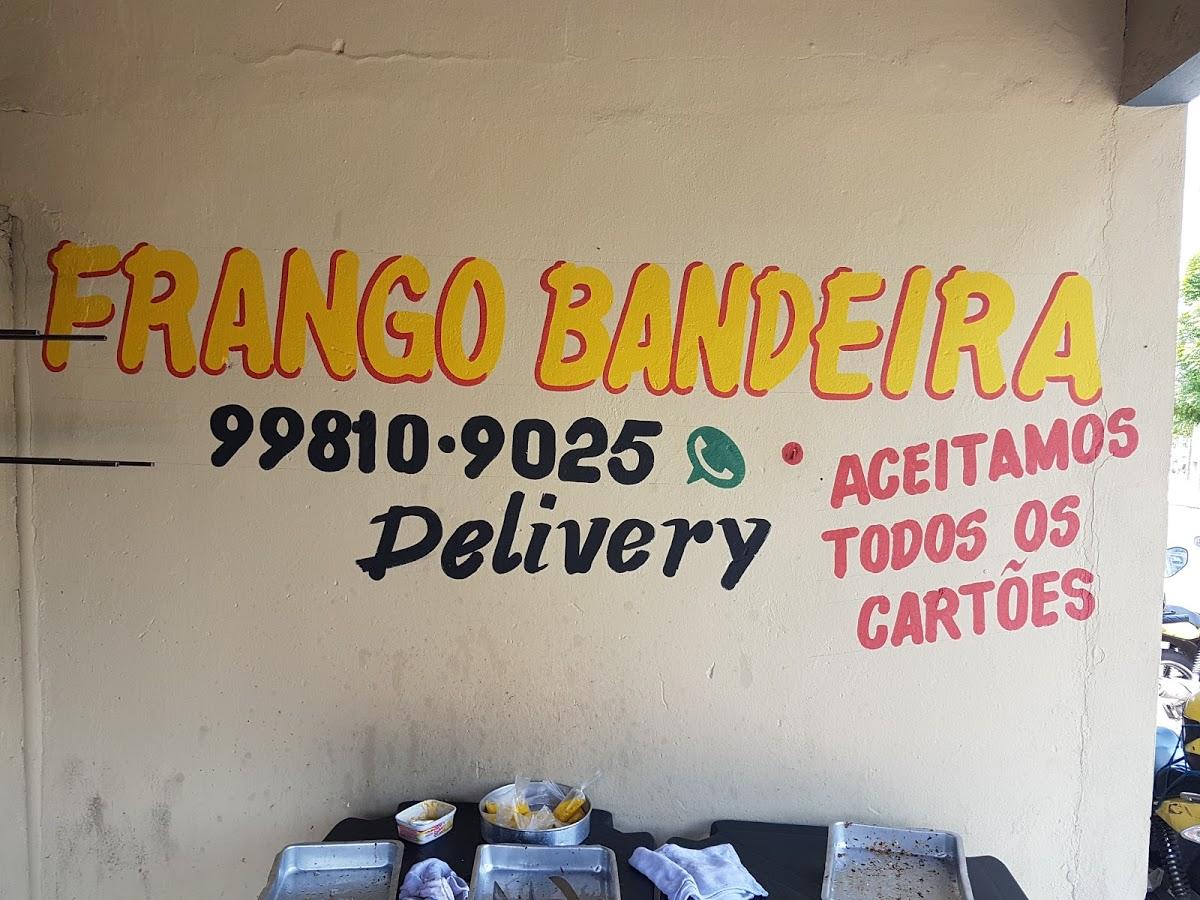 FRANGO BANDEIRA
99810·9025
Delivery
• ACEITAMOS
TODOS OS
CARTÕES